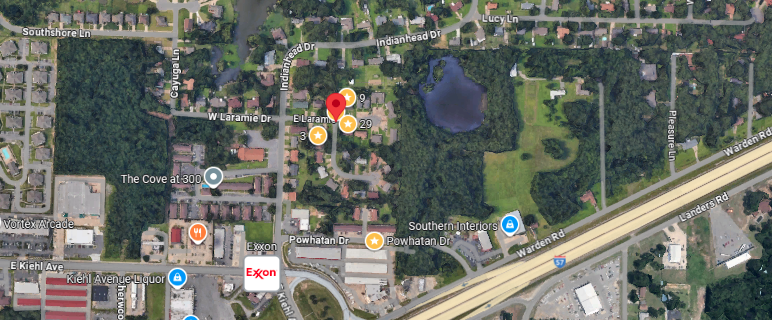 Lucy Ln
Southshore Ln
Indianhead Dr
Cayuga Ln
Indianhead Dr
9
W Laramie Dr
E Laramie
29
3
Pleasure Ln
Warden Rd
The Cove at 300
Landers Rd
Vortex Arcade
Southern Interiors
Exxon
Powhatan Dr
Powhatan Dr
Warden Rd
E Kiehl Ave
Exxon
Kiehl Avenue Liquor